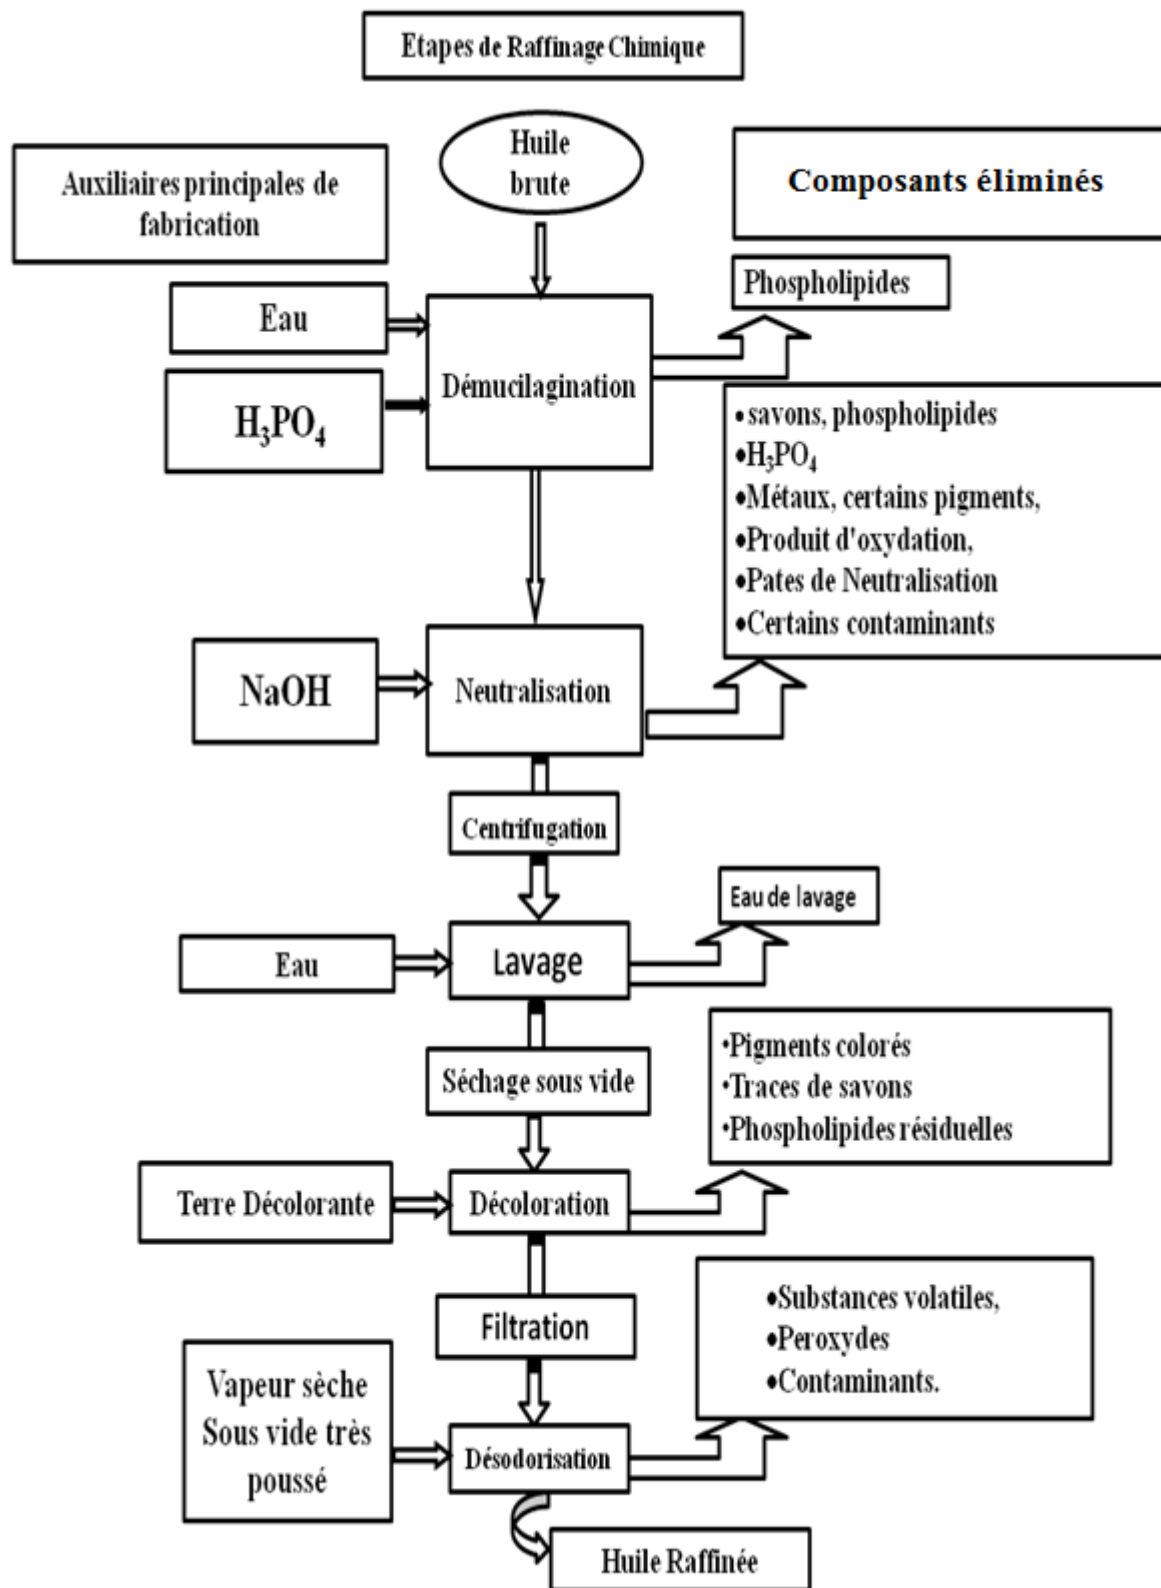 Etapes de Raffinage Chimique
Huile
brute
Auxiliaires principales de
fabrication
Composants éliminés
Phospholipides
Eau
H₃PO₄
Démucilagination
• savons, phospholipides
•H₃PO₄
•Métaux, certains pigments,
•Produit d'oxydation,
•Pates de Neutralisation
•Certains contaminants
NaOH
Neutralisation
Centrifugation
Eau de lavage
Eau
Lavage
•Pigments colorés
•Traces de savons
•Phospholipides résiduelles
Séchage sous vide
Terre Décolorante
Décoloration
•Substances volatiles,
•Peroxydes
•Contaminants.
Filtration
Vapeur sèche
Sous vide très
poussé
Désodorisation
Huile Raffinée